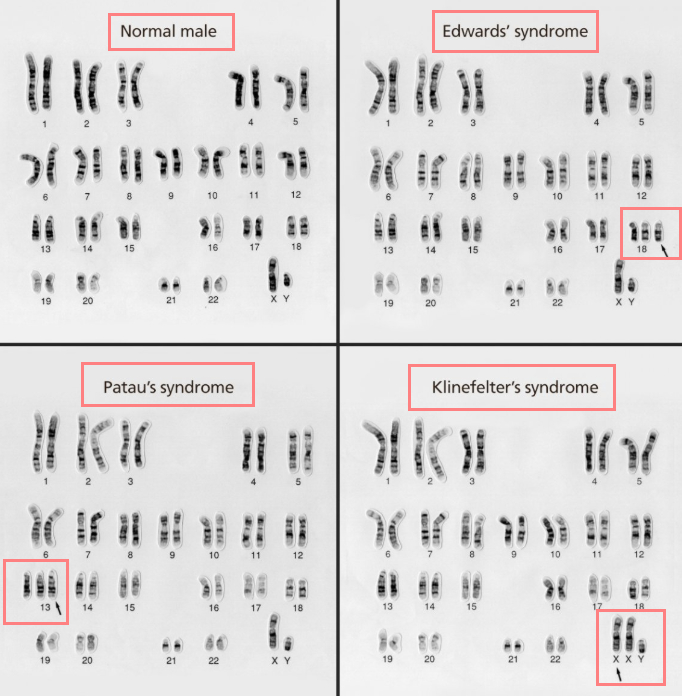 Normal male
1 2 3 4 5
6 7 8 9 10 11 12
13 14 15 16 17 18
19 20 21 22 X Y
Edwards' syndrome
1 2 3 4 5
6 7 8 9 10 11 12
13 14 15 16 17 18
19 20 21 22 X Y
Patau's syndrome
1 2 3 4 5
6 7 8 9 10 11 12
13 14 15 16 17 18
19 20 21 22 X Y
Klinefelter's syndrome
1 2 3 4 5
6 7 8 9 10 11 12
13 14 15 16 17 18
19 20 21 22 X X Y